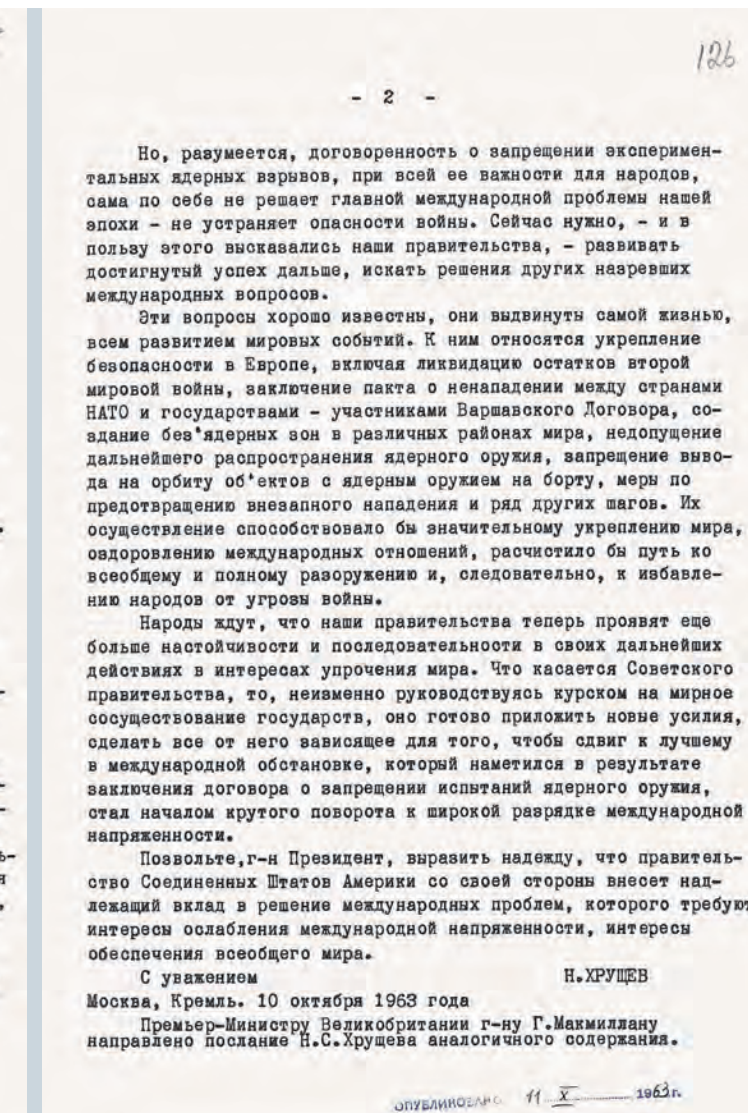 126
- 2 -
Но, разумеется, договоренность о запрещении эксперимен-
тальных ядерных взрывов, при всей ее важности для народов,
сама по себе не решает главной международной проблемы нашей
эпохи - не устраняет опасности войны. Сейчас нужно, - и в
пользу этого высказались наши правительства, - развивать
достигнутый успех дальше, искать решения других назревших
международных вопросов.
Эти вопросы хорошо известны, они выдвинуты самой жизнью,
всем развитием мировых событий. К ним относятся укрепление
безопасности в Европе, включая ликвидацию остатков второй
мировой войны, заключение пакта о ненападении между странами
НАТО и государствами - участниками Варшавского Договора, со-
здание без'ядерных зон в различных районах мира, недопущение
дальнейшего распространения ядерного оружия, запрещение выво-
да на орбиту об'ектов с ядерным оружием на борту, меры по
предотвращению внезапного нападения и ряд других шагов. Их
осуществление способствовало бы значительному укреплению мира,
оздоровлению международных отношений, расчистило бы путь ко
всеобщему и полному разоружению и, следовательно, к избавле-
нию народов от угрозы войны.
Народы ждут, что наши правительства теперь проявят еще
больше настойчивости и последовательности в своих дальнейших
действиях в интересах упрочения мира. Что касается Советского
правительства, то, неизменно руководствуясь курском на мирное
сосуществование государств, оно готово приложить новые усилия,
сделать все от него зависящее для того, чтобы сдвиг к лучшему
в международной обстановке, который наметился в результате
заключения договора о запрещении испытаний ядерного оружия,
стал началом крутого поворота к широкой разрядке международной
напряженности.
Позвольте,г-н Президент, выразить надежду, что правитель-
ство Соединенных Штатов Америки со своей стороны внесет над-
лежащий вклад в решение международных проблем, которого требуют
интересы ослабления международной напряженности, интересы
обеспечения всеобщего мира.
С уважением Н.ХРУЩЕВ
Москва, Кремль. 10 октября 1963 года
Премьер-Министру Великобритании г-ну Г.Макмиллану
направлено послание Н.С.Хрущева аналогичного содержания.
ОПУБЛИКОВАНО 11 X 1963г.